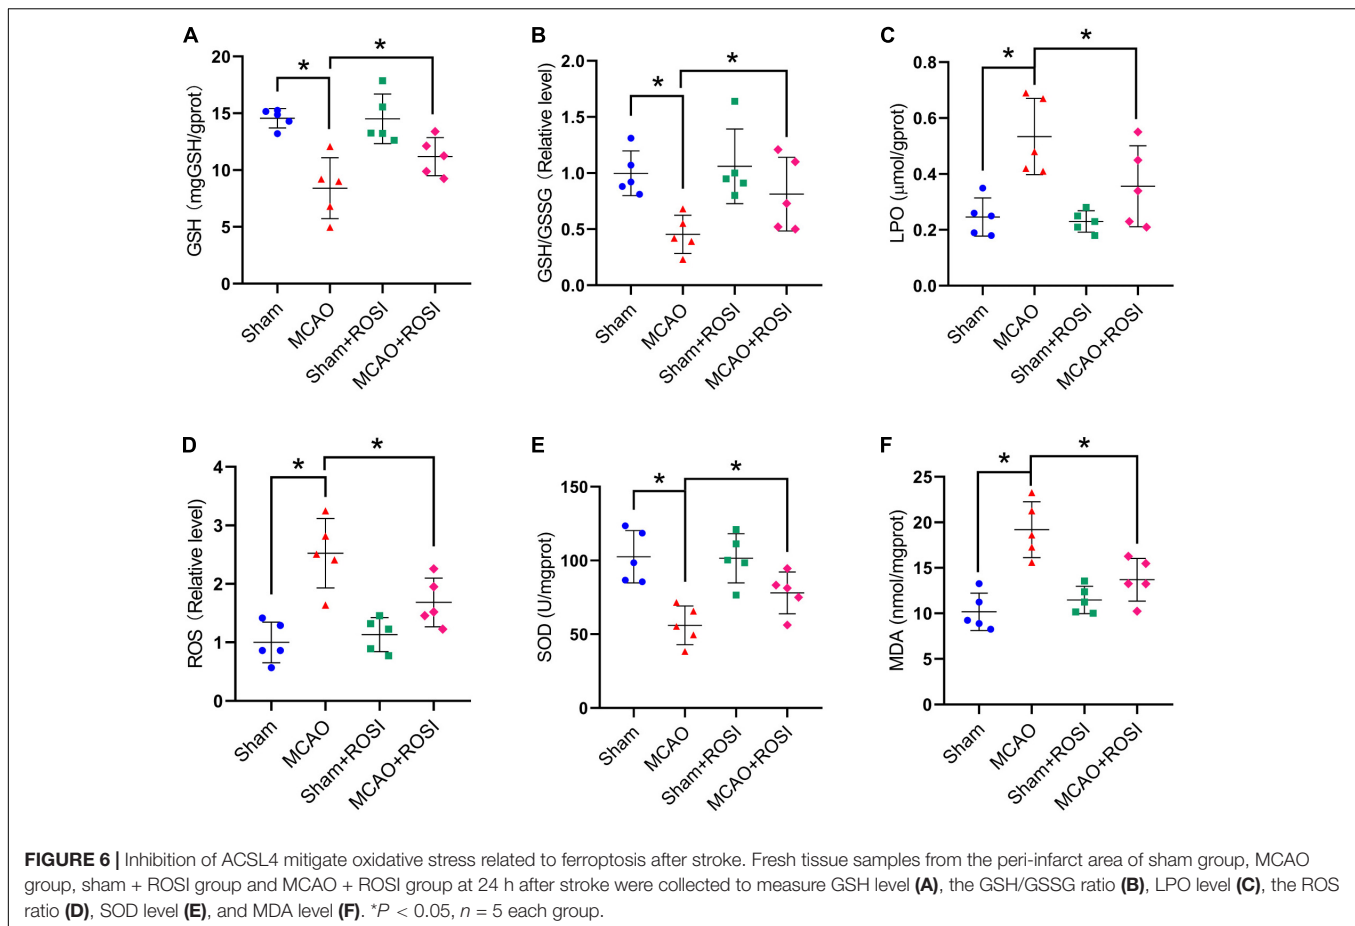 A
*
*
20
15
10
5
0
GSH (mgGSH/gprot)
Sham
MCAO
Sham+ROSI
MCAO+ROSI
B
*
*
2.0
1.5
1.0
0.5
0.0
GSH/GSSG (Relative level)
Sham
MCAO
Sham+ROSI
MCAO+ROSI
C
*
*
0.8
0.6
0.4
0.2
0.0
LPO (μmol/gprot)
Sham
MCAO
Sham+ROSI
MCAO+ROSI
D
*
*
4
3
2
1
0
ROS (Relative level)
Sham
MCAO
Sham+ROSI
MCAO+ROSI
E
*
*
150
100
50
0
SOD (U/mgprot)
Sham
MCAO
Sham+ROSI
MCAO+ROSI
F
*
*
25
20
15
10
5
0
MDA (nmol/mgprot)
Sham
MCAO
Sham+ROSI
MCAO+ROSI
FIGURE 6 | Inhibition of ACSL4 mitigate oxidative stress related to ferroptosis after stroke. Fresh tissue samples from the peri-infarct area of sham group, MCAO
group, sham + ROSI group and MCAO + ROSI group at 24 h after stroke were collected to measure GSH level (A), the GSH/GSSG ratio (B), LPO level (C), the ROS
ratio (D), SOD level (E), and MDA level (F). *P < 0.05, n = 5 each group.